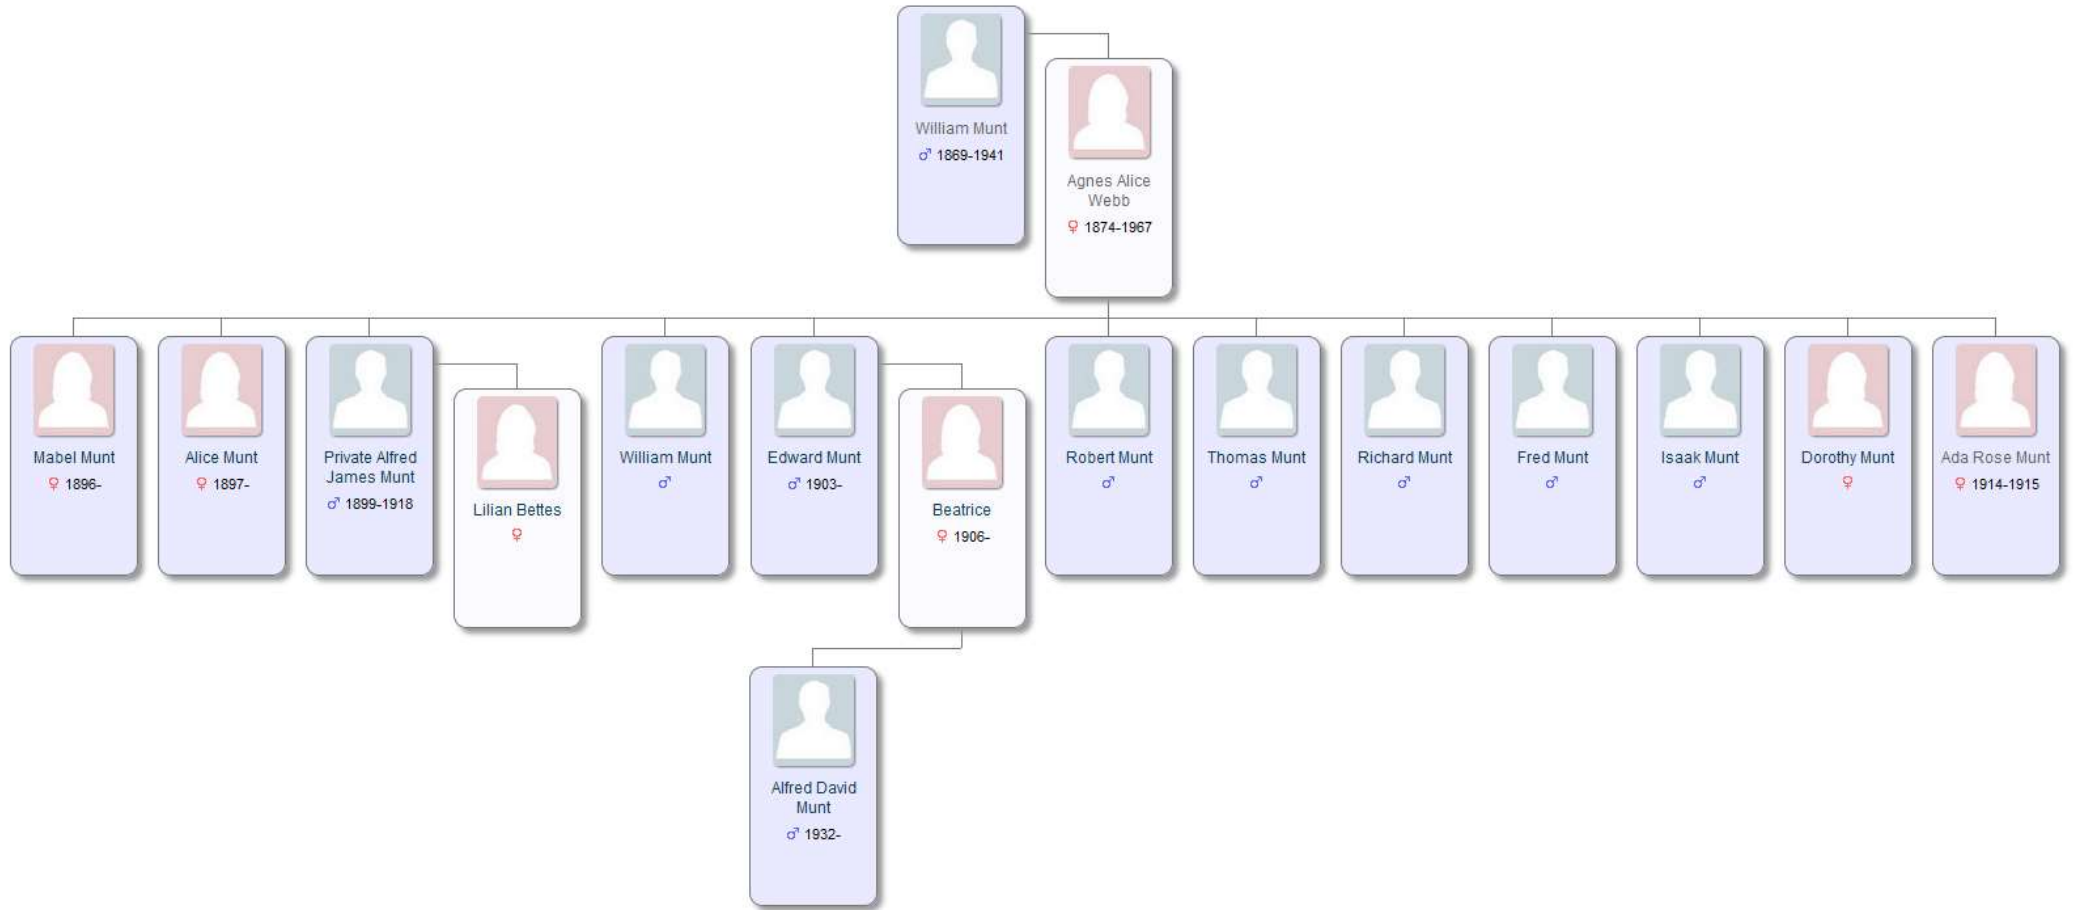 William Munt
♂ 1869-1941
Agnes Alice
Webb
♀ 1874-1967
Mabel Munt
♀ 1896-
Alice Munt
♀ 1897-
Private Alfred
James Munt
♂ 1899-1918
Lilian Bettes
♀
William Munt
♂
Edward Munt
♂ 1903-
Beatrice
♀ 1906-
Robert Munt
♂
Thomas Munt
♂
Richard Munt
♂
Fred Munt
♂
Isaak Munt
♂
Dorothy Munt
♀
Ada Rose Munt
♀ 1914-1915
Alfred David
Munt
♂ 1932-